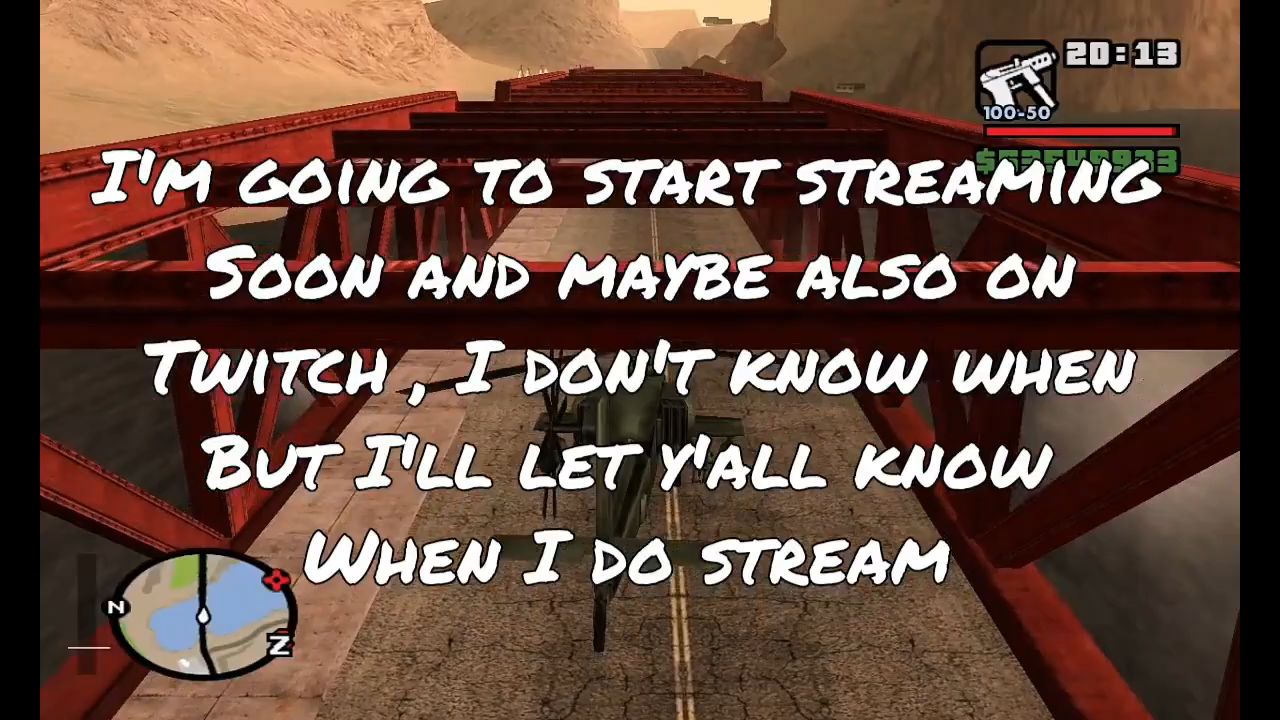 20:13
100-50
I'm going to start streaming
Soon and maybe also on
Twitch , I don't know when
But I'll let y'all know
When I do stream
N
Z